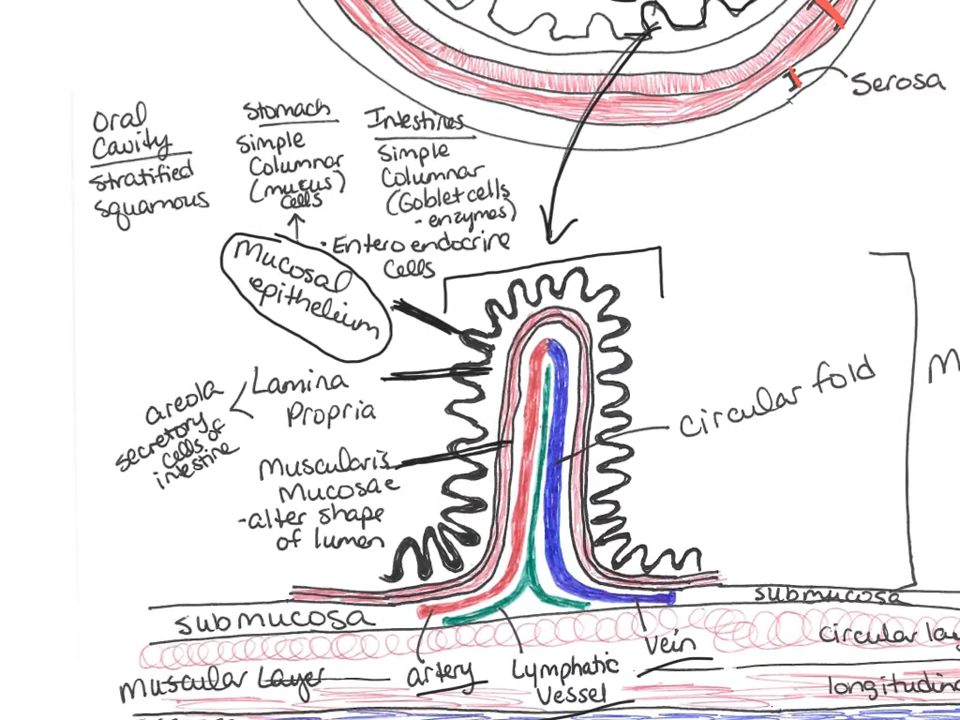 Serosa
Oral
Cavity
Stratified
Squamous
Stomach
Simple
Columnar
(mucus)
cells
Intestines
Simple
Columnar
(Goblet cells
- enzymes)
· Entero endocrine
Cells
Mucosal
epithelium
Lamina
Propria
areola
secretory
cells of
intestine
Muscularis
Mucosae
-alter shape
of lumen
circular fold
M
submucosa
submucosa
circular lay
Muscular Layer
artery
Lymphatic
Vessel
Vein
longitudina